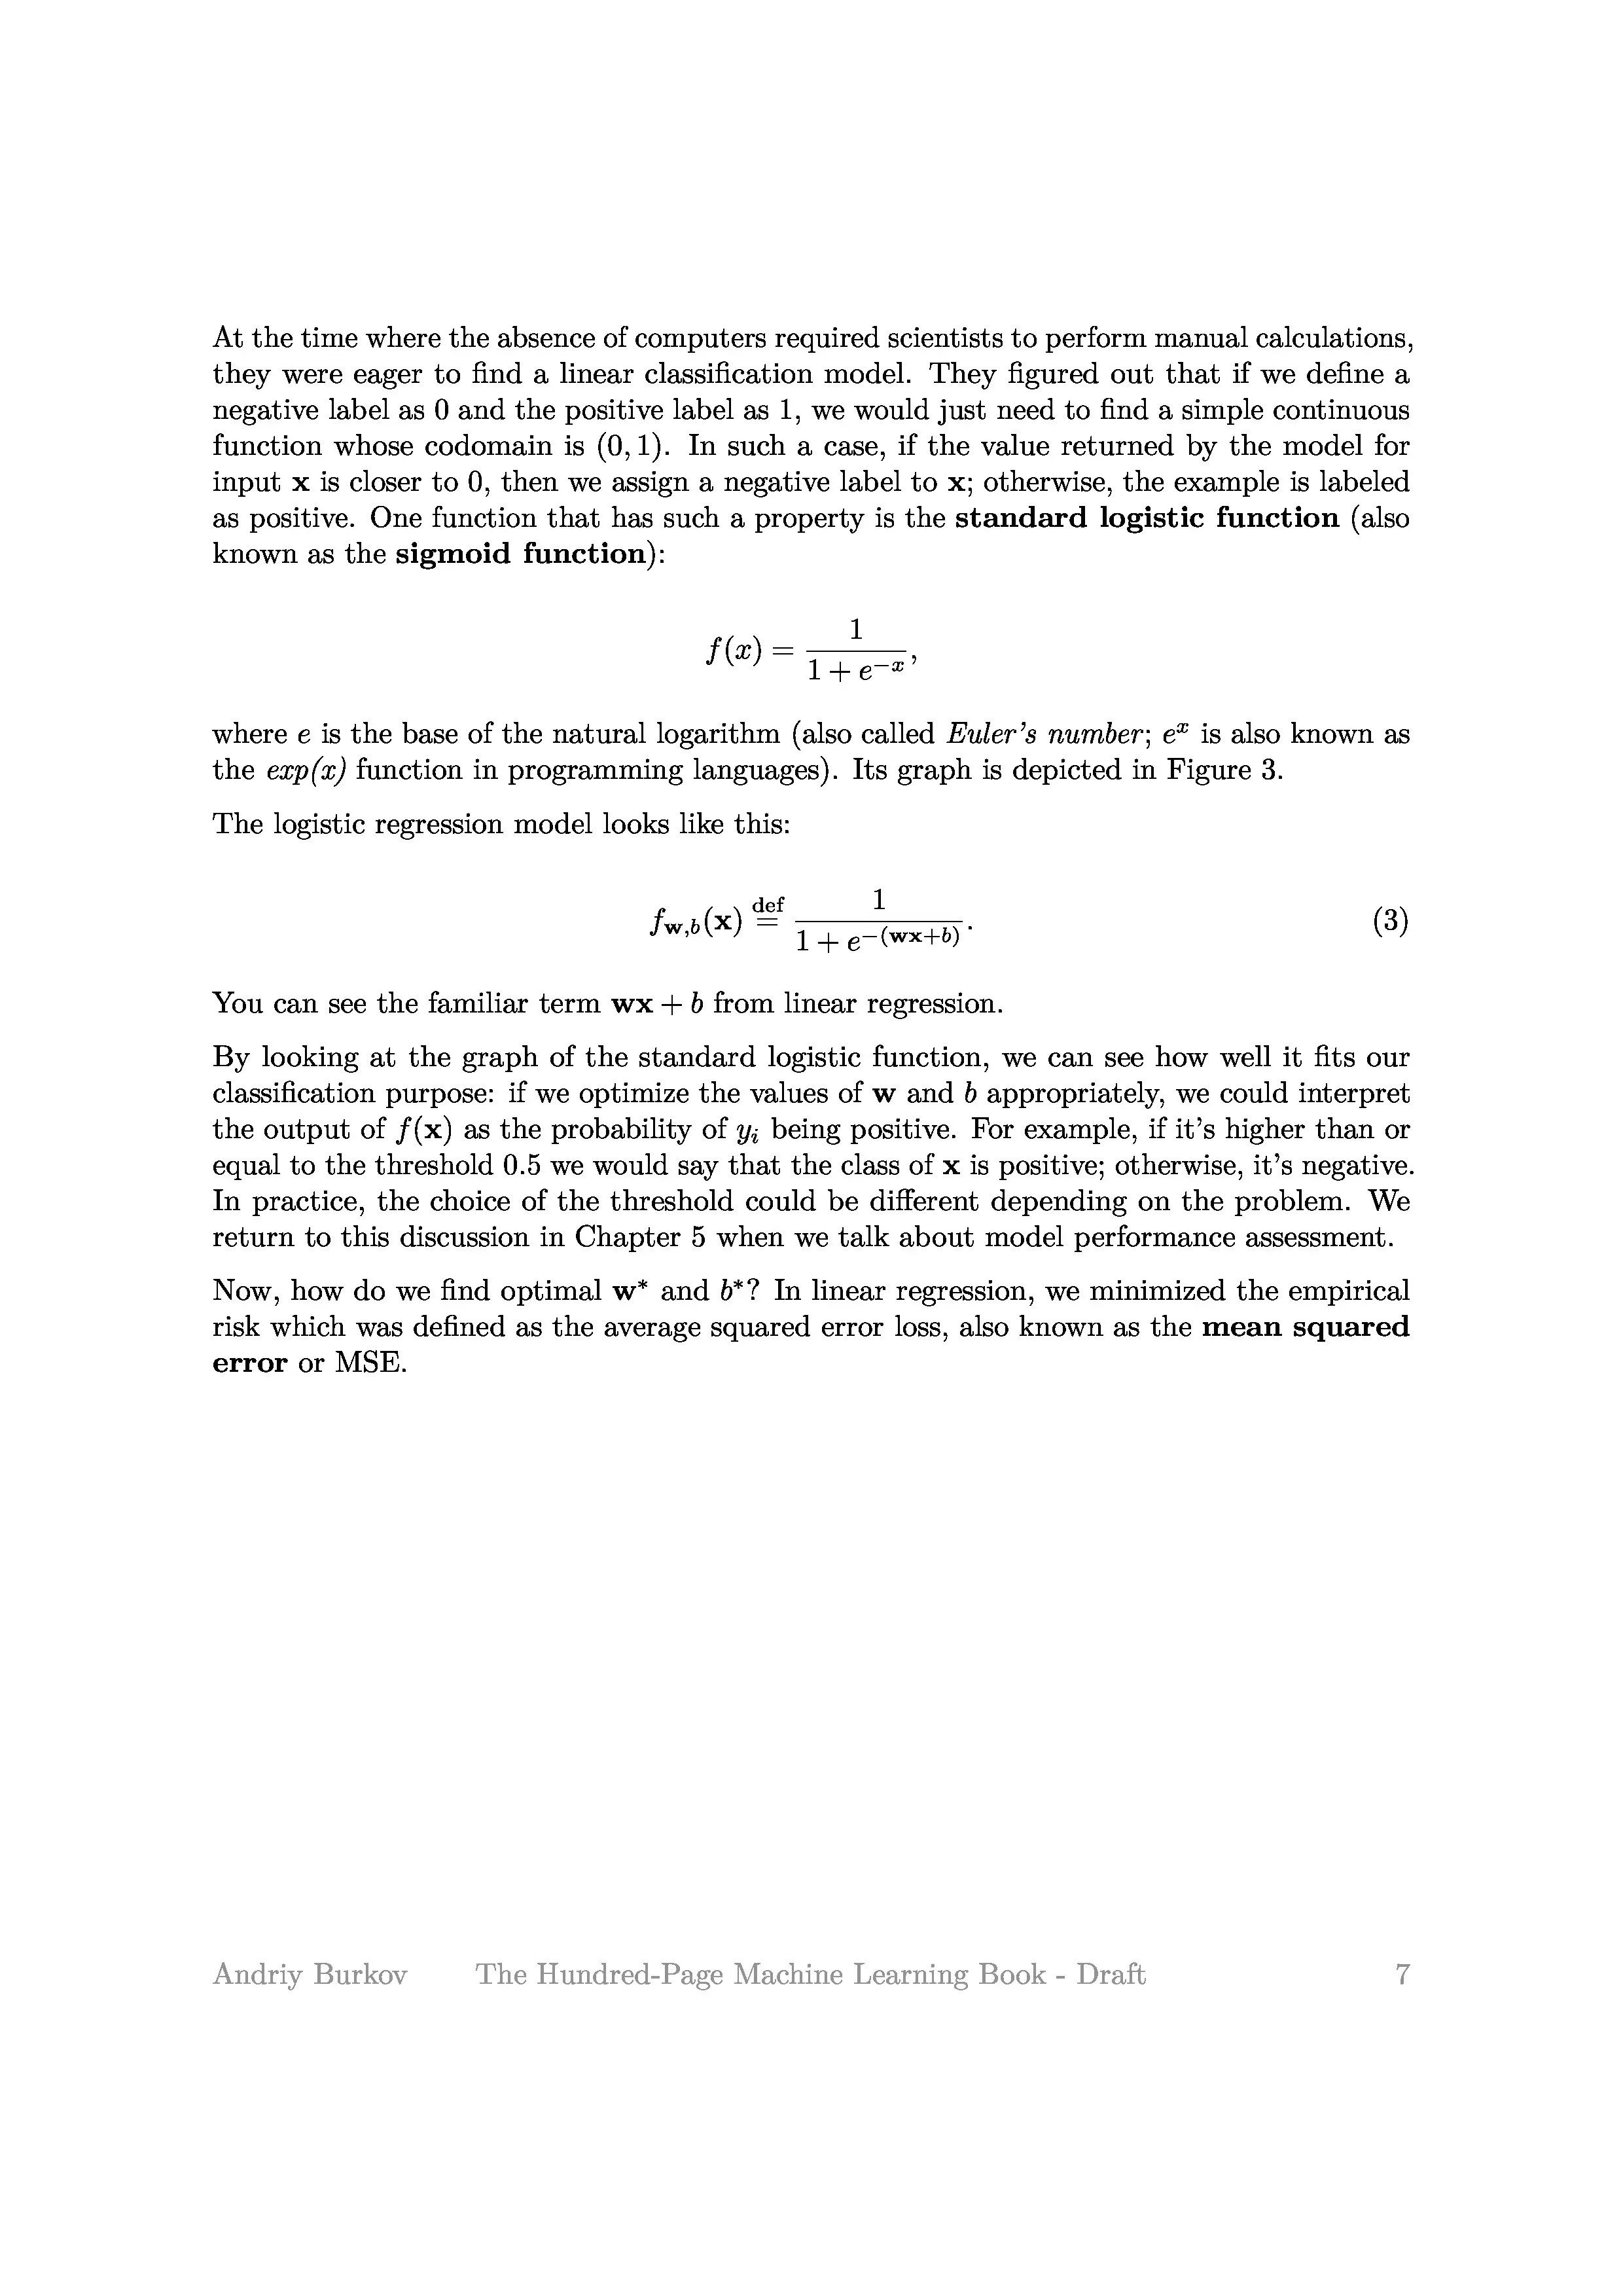 At the time where the absence of computers required scientists to perform manual calculations,
they were eager to find a linear classification model. They figured out that if we define a
negative label as 0 and the positive label as 1, we would just need to find a simple continuous
function whose codomain is (0, 1). In such a case, if the value returned by the model for
input x is closer to 0, then we assign a negative label to x; otherwise, the example is labeled
as positive. One function that has such a property is the standard logistic function (also
known as the sigmoid function):
f(x) = \frac{1}{1 + e^{-x}},
where e is the base of the natural logarithm (also called Euler's number; e^x is also known as
the exp(x) function in programming languages). Its graph is depicted in Figure 3.
The logistic regression model looks like this:
f_{w,b}(x) \stackrel{def}{=} \frac{1}{1 + e^{-(wx+b)}}. (3)
You can see the familiar term wx + b from linear regression.
By looking at the graph of the standard logistic function, we can see how well it fits our
classification purpose: if we optimize the values of w and b appropriately, we could interpret
the output of f(x) as the probability of y_i being positive. For example, if it's higher than or
equal to the threshold 0.5 we would say that the class of x is positive; otherwise, it's negative.
In practice, the choice of the threshold could be different depending on the problem. We
return to this discussion in Chapter 5 when we talk about model performance assessment.
Now, how do we find optimal w* and b*? In linear regression, we minimized the empirical
risk which was defined as the average squared error loss, also known as the mean squared
error or MSE.
Andriy Burkov The Hundred-Page Machine Learning Book - Draft 7